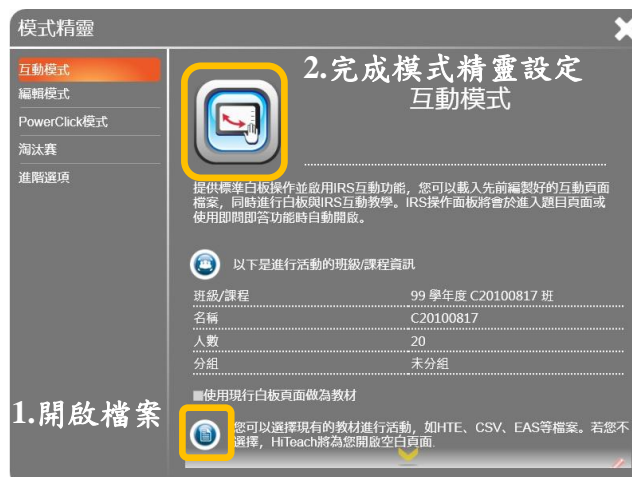 模式精靈
互動模式
編輯模式
PowerClick模式
淘汰賽
進階選項
2.完成模式精靈設定
互動模式
提供標準白板操作並啟用IRS互動功能，您可以載入先前編製好的互動頁面
檔案，同時進行白板與IRS互動教學。IRS操作面板將會於進入題目頁面或
使用即問即答功能時自動開啟。
以下是進行活動的班級/課程資訊
班級/課程 99 學年度 C20100817 班
名稱 C20100817
人數 20
分組 未分組
使用現行白板頁面做為教材
1.開啟檔案
您可以選擇現有的教材進行活動，如HTE、CSV、EAS等檔案。若您不
選擇，HiTeach將為您開啟空白頁面.